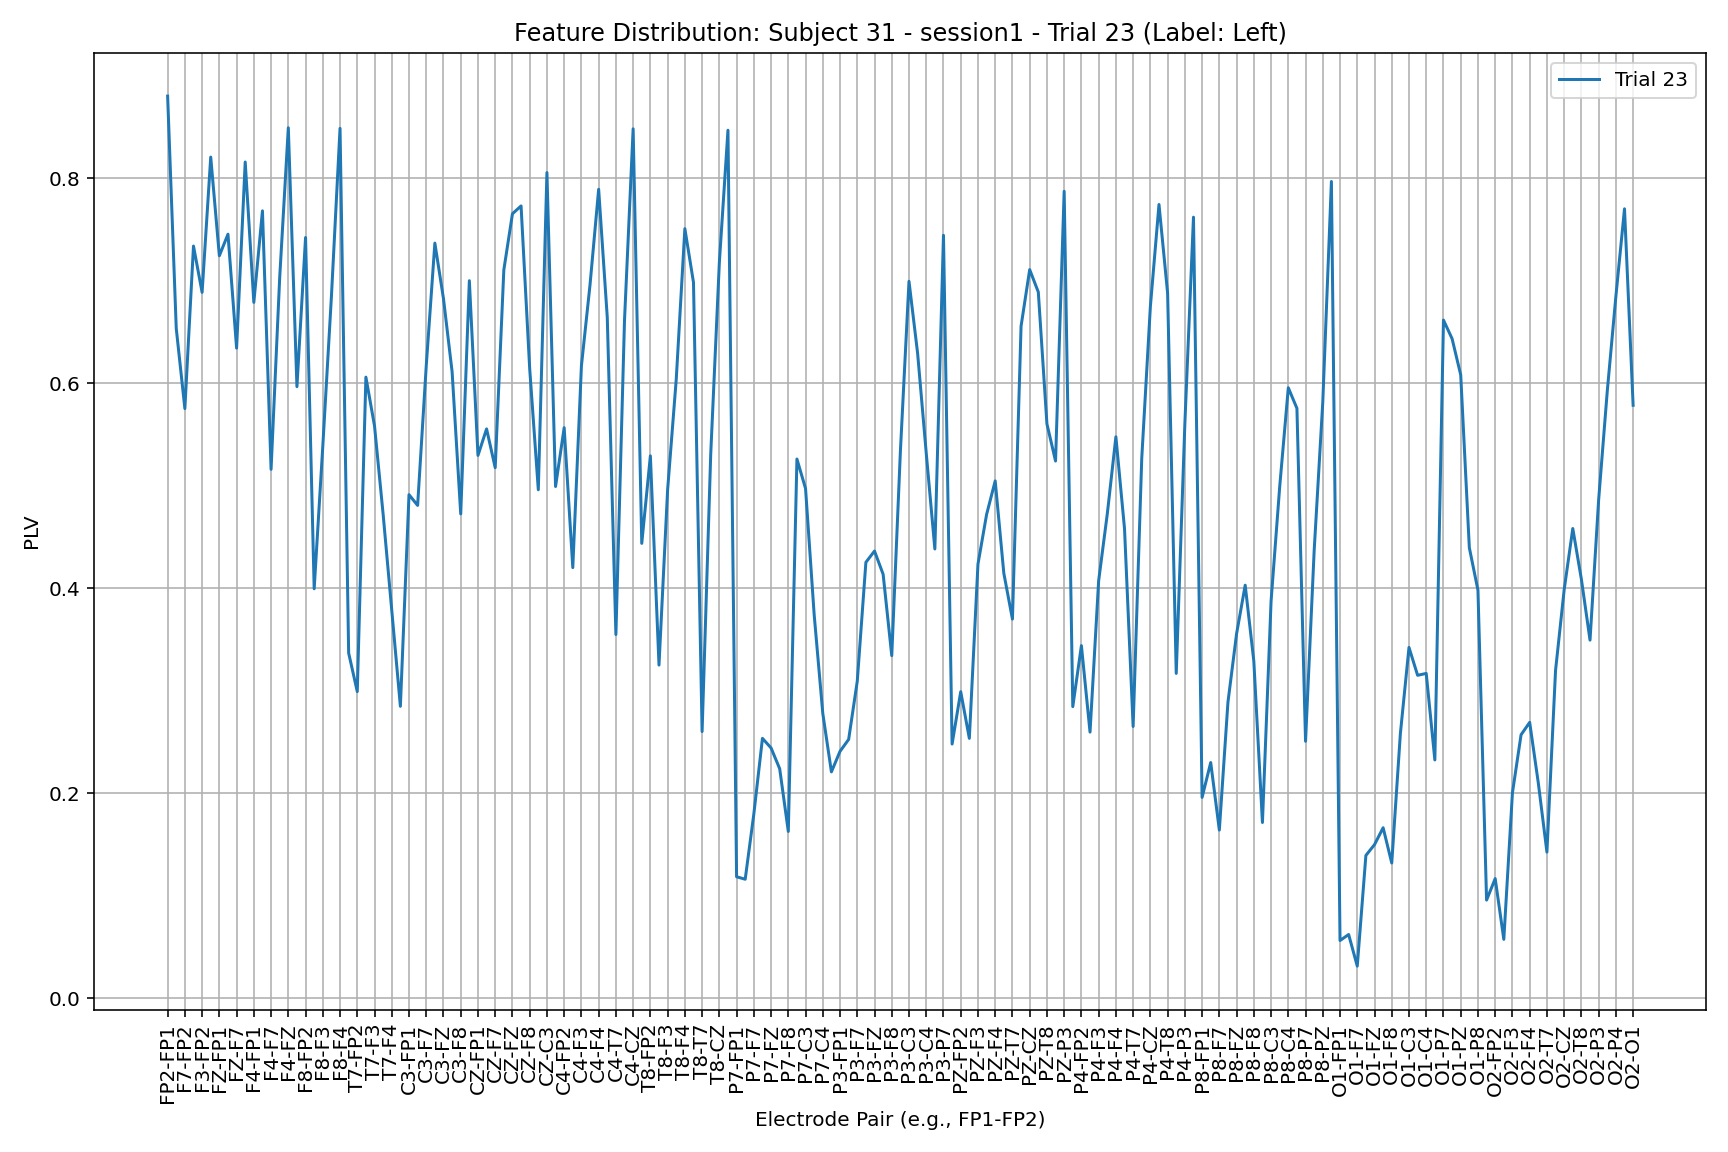 Feature Distribution: Subject 31 - session1 - Trial 23 (Label: Left)
Trial 23
PLV
0.8
0.6
0.4
0.2
0.0
FP2-FP1
F7-FP2
F3-FP2
FZ-FP1
FZ-F7
F4-FP1
F4-F7
F4-FZ
F8-FP2
F8-F3
F8-F4
T7-FP2
T7-F3
T7-F4
C3-FP1
C3-F7
C3-FZ
C3-F8
CZ-FP1
CZ-F7
CZ-FZ
CZ-F8
CZ-C3
C4-FP2
C4-F3
C4-F4
C4-T7
C4-CZ
T8-FP2
T8-F3
T8-F4
T8-T7
T8-CZ
P7-FP1
P7-F7
P7-FZ
P7-F8
P7-C3
P7-C4
P3-FP1
P3-F7
P3-FZ
P3-F8
P3-C3
P3-C4
P3-P7
PZ-FP2
PZ-F3
PZ-F4
PZ-T7
PZ-CZ
PZ-T8
PZ-P3
P4-FP2
P4-F3
P4-F4
P4-T7
P4-CZ
P4-T8
P4-P3
P8-FP1
P8-F7
P8-FZ
P8-F8
P8-C3
P8-C4
P8-P7
P8-PZ
O1-FP1
O1-F7
O1-FZ
O1-F8
O1-C3
O1-C4
O1-P7
O1-PZ
O1-P8
O2-FP2
O2-F3
O2-F4
O2-T7
O2-CZ
O2-T8
O2-P3
O2-P4
O2-O1
Electrode Pair (e.g., FP1-FP2)